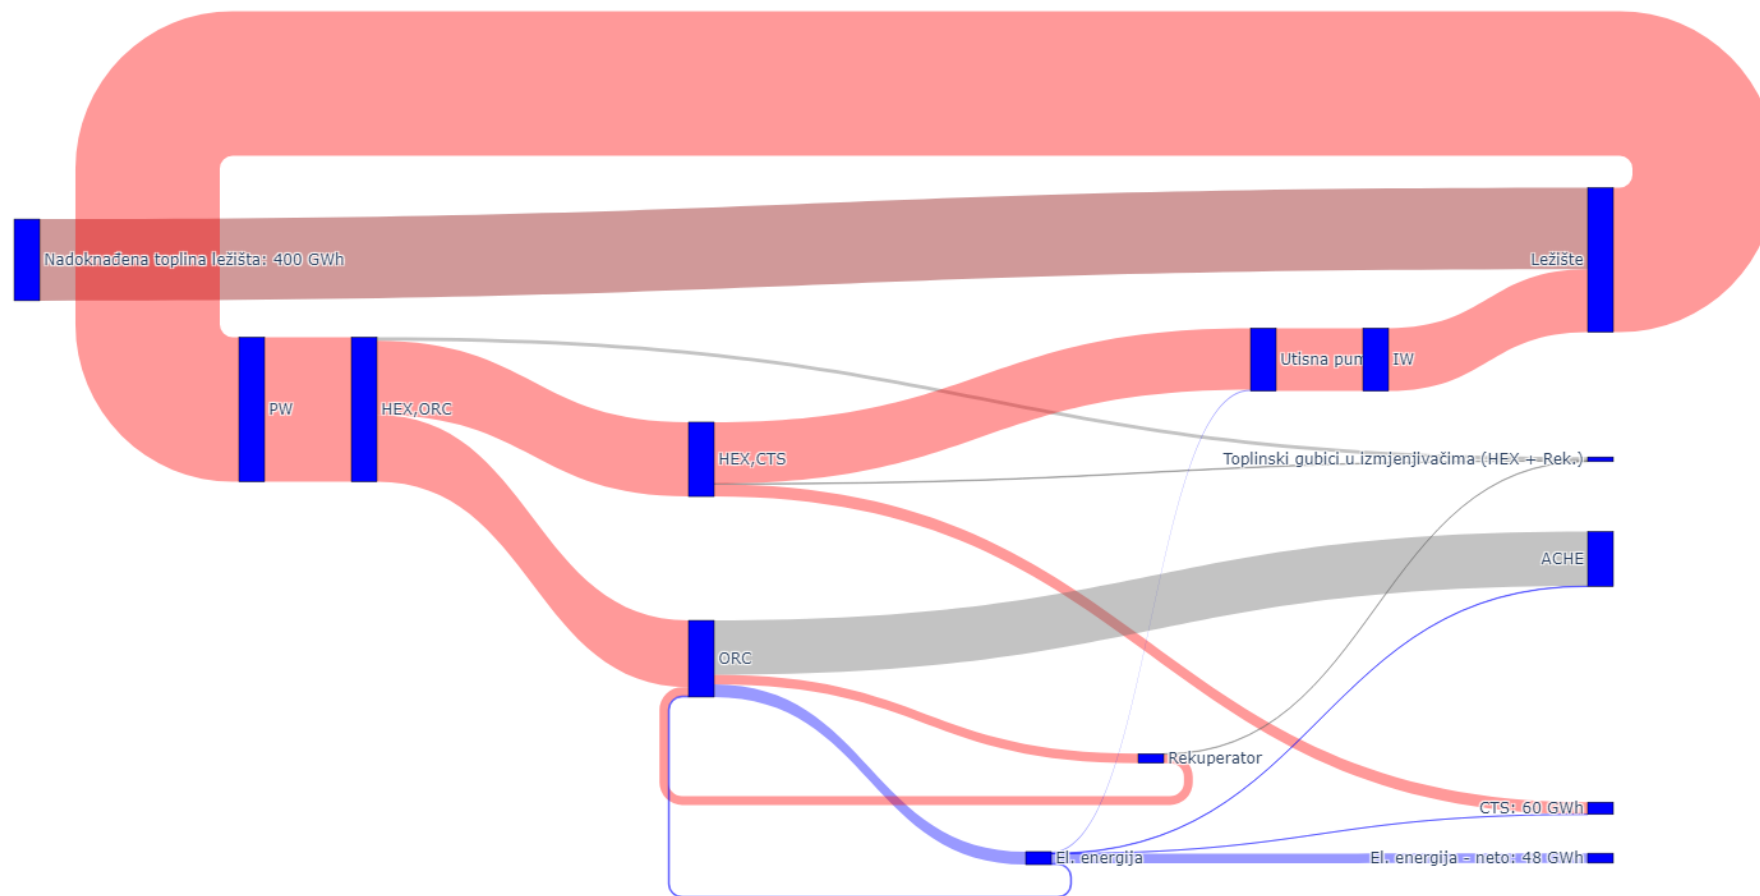 Nadoknađena toplina ležišta: 400 GWh
Ležište
Utisna pum
IW
PW
HEX,ORC
HEX,CTS
Toplinski gubici u izmjenjivačima (HEX + Rek.)
ACHE
ORC
Rekuperator
CTS: 60 GWh
El. energija
El. energija - neto: 48 GWh